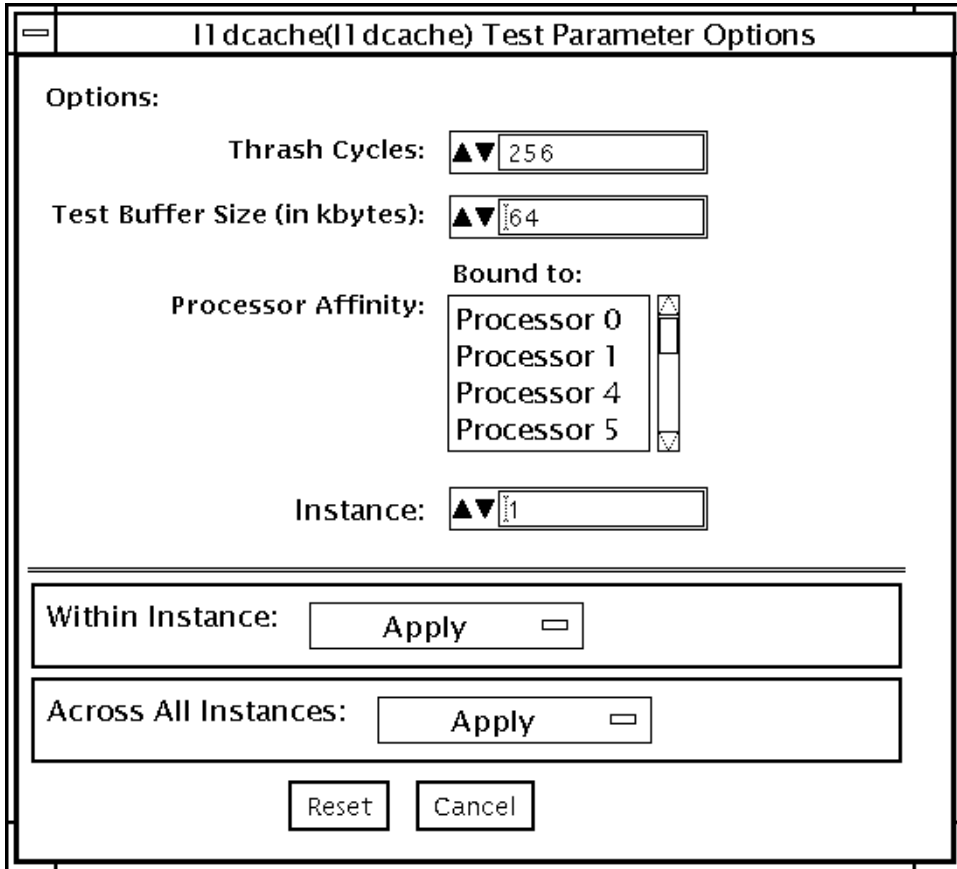 l1dcache(l1dcache) Test Parameter Options
Options:
Thrash Cycles: 256
Test Buffer Size (in kbytes): 64
Bound to:
Processor Affinity:
Processor 0
Processor 1
Processor 4
Processor 5
Instance: 1
Within Instance: Apply
Across All Instances: Apply
Reset Cancel